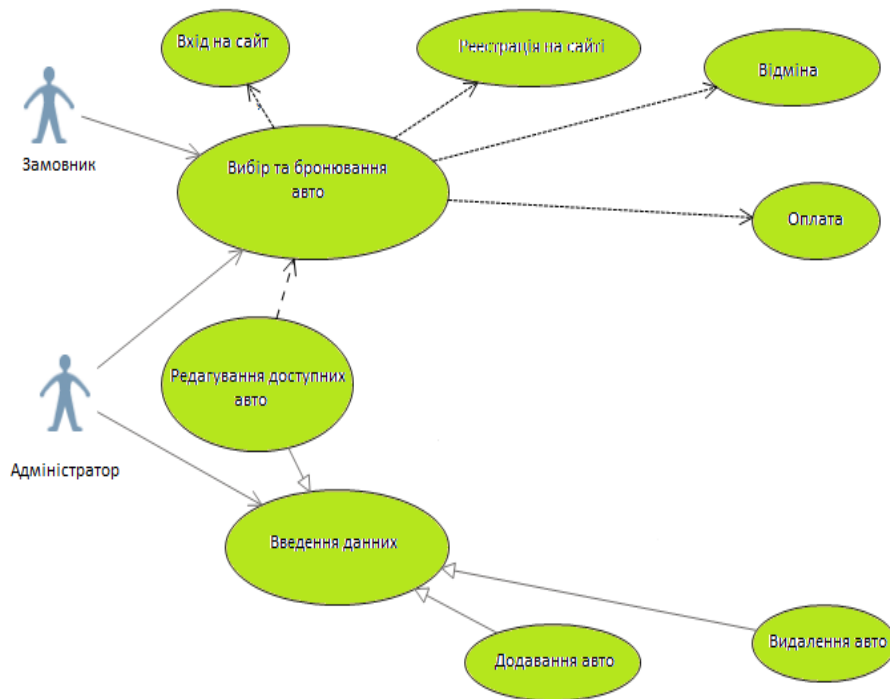 Вхід на сайт
Реєстрація на сайті
Відміна
Замовник
Вибір та бронювання
авто
Оплата
Редагування доступних
авто
Адміністратор
Введення данних
Додавання авто
Видалення авто